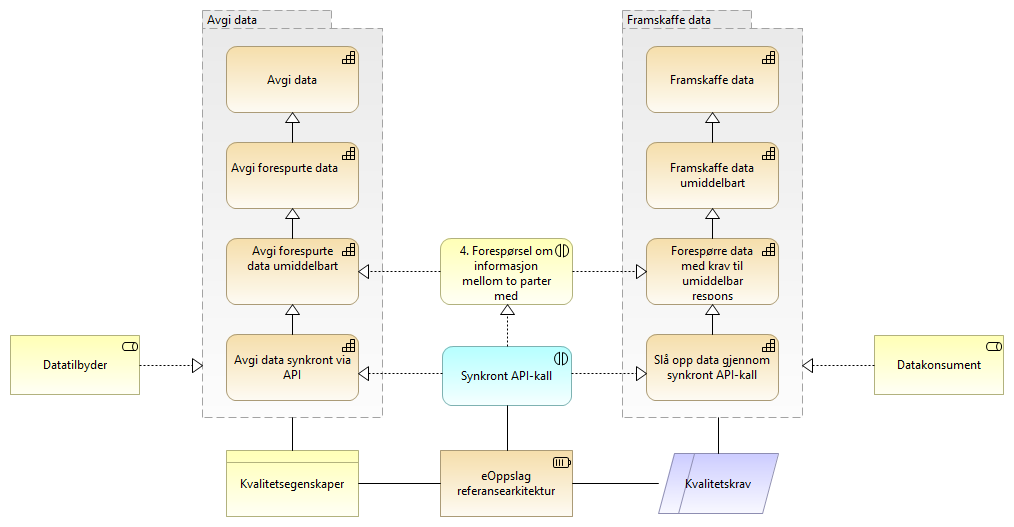 Avgi data
Framskaffe data
Avgi data
Framskaffe data
Avgi forespurte data
Framskaffe data
umiddelbart
Avgi forespurte
data umiddelbart
4. Forespørsel om
informasjon
mellom to parter
med
Forespørre data
med krav til
umiddelbar
respons
Datatilbyder
Avgi data synkront via
API
Synkront API-kall
Slå opp data gjennom
synkront API-kall
Datakonsument
Kvalitetsegenskaper
eOppslag
referansearkitektur
Kvalitetskrav